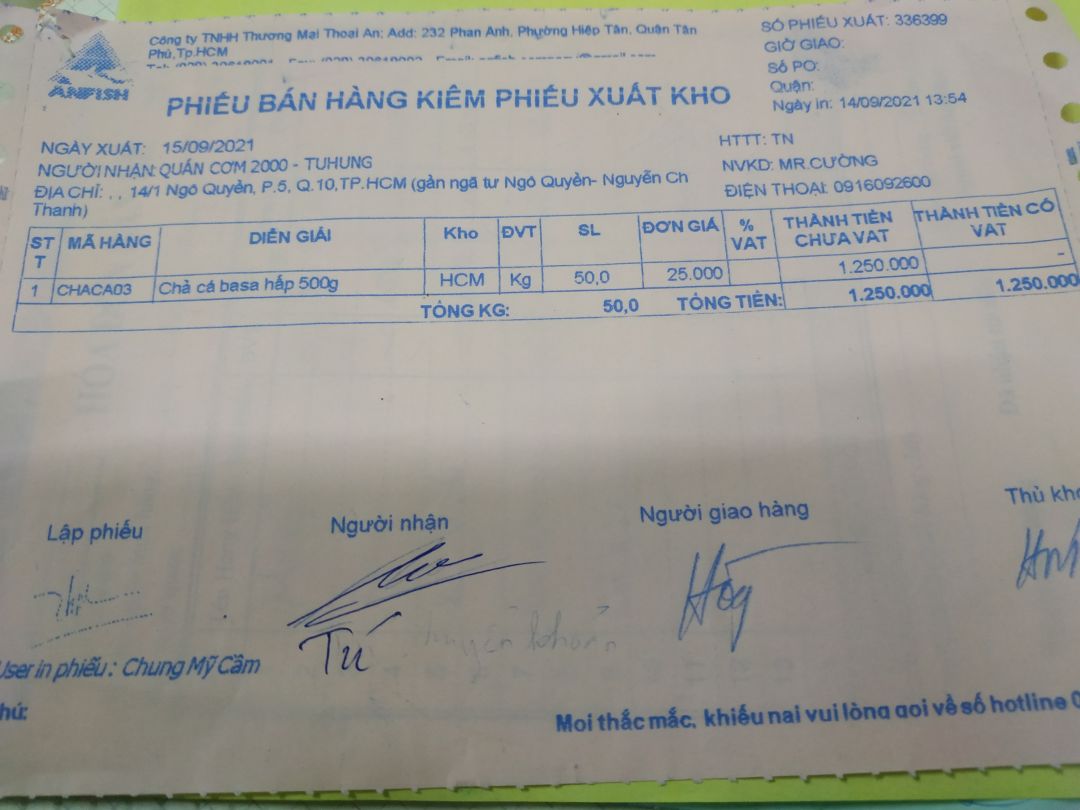 ANFISH
Công ty TNHH Thương Mại Thoại An; Add: 232 Phan Anh, Phường Hiệp Tân, Quận Tân
Phú, Tp.HCM
SỐ PHIẾU XUẤT: 336399
GIỜ GIAO:
Số PO:
Quận:
Ngày in: 14/09/2021 13:54
PHIẾU BÁN HÀNG KIÊM PHIẾU XUẤT KHO
NGÀY XUẤT: 15/09/2021
NGƯỜI NHẬN: QUÁN CƠM 2000 - TUHUNG
ĐỊA CHỈ: , , 14/1 Ngô Quyền, P.5, Q.10,TP.HCM (gần ngã tư Ngô Quyền- Nguyễn Ch
Thanh)
HTTT: TN
NVKD: MR.CƯỜNG
ĐIỆN THOẠI: 0916092600
STT MÃ HÀNG DIỄN GIẢI Kho ĐVT SL ĐƠN GIÁ % VAT THÀNH TIỀN CHƯA VAT THÀNH TIỀN CÓ VAT
1 CHACA03 Chả cá basa hấp 500g HCM Kg 50,0 25.000 1.250.000 -
TỔNG KG: 50,0 TỔNG TIỀN: 1.250.000 1.250.000
Lập phiếu Người nhận Người giao hàng Thủ kho
Tú
chuyển khoản
User in phiếu : Chung Mỹ Cầm
hú:
Mọi thắc mắc, khiếu nại vui lòng gọi về số hotline 0